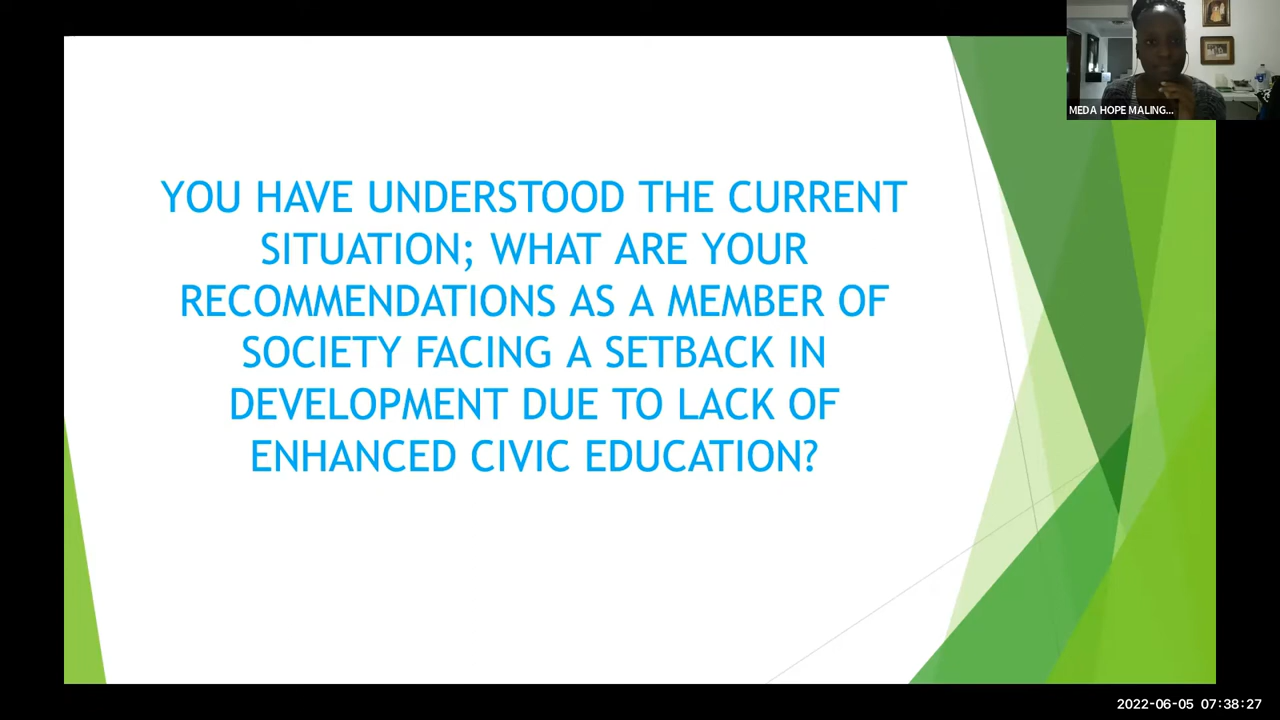 MEDA HOPE MALING...
YOU HAVE UNDERSTOOD THE CURRENT
SITUATION; WHAT ARE YOUR
RECOMMENDATIONS AS A MEMBER OF
SOCIETY FACING A SETBACK IN
DEVELOPMENT DUE TO LACK OF
ENHANCED CIVIC EDUCATION?
2022-06-05 07:38:27